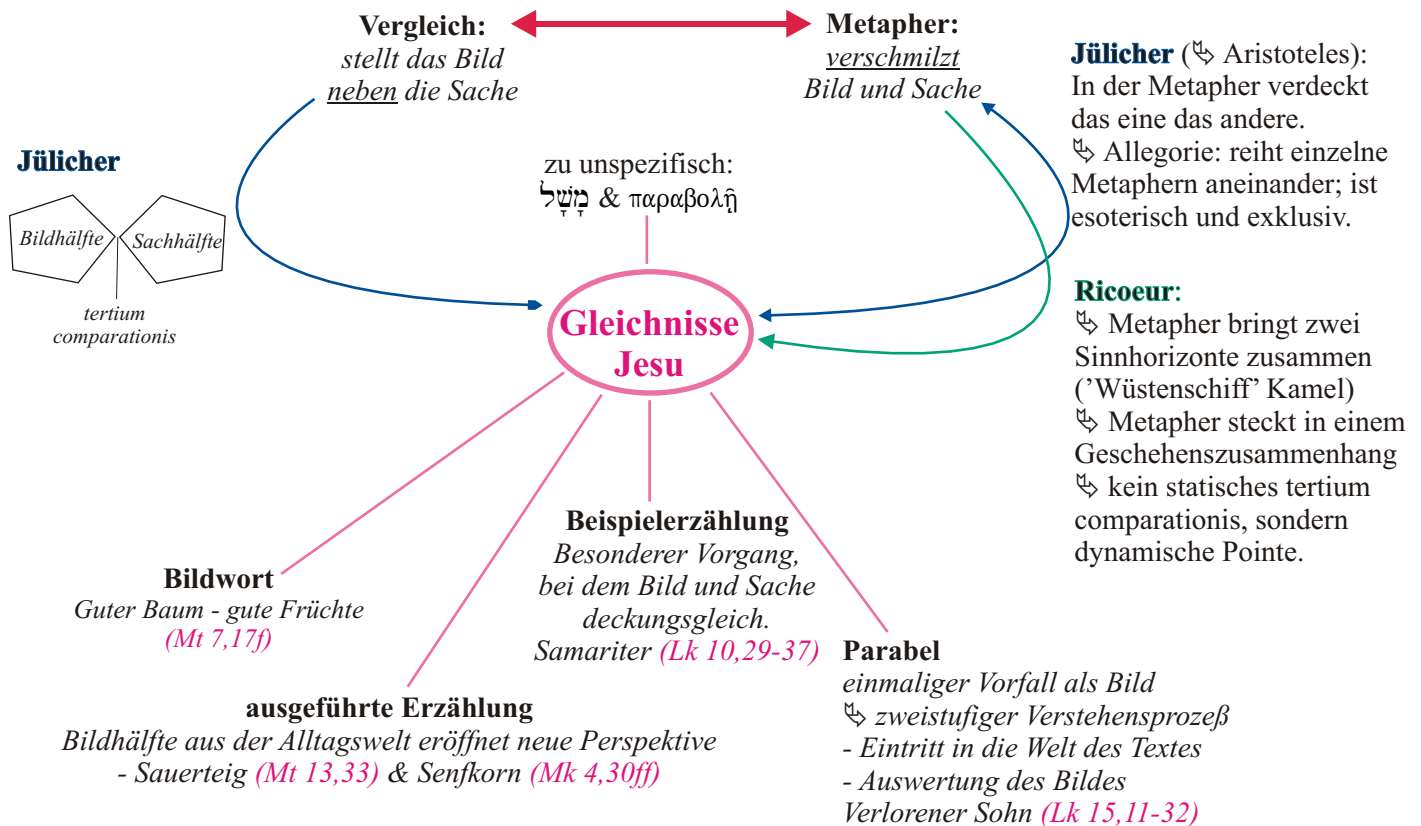 Vergleich:
stellt das Bild
neben die Sache
Metapher:
verschmilzt
Bild und Sache
Jülicher (⮱ Aristoteles):
In der Metapher verdeckt
das eine das andere.
⮱ Allegorie: reiht einzelne
Metaphern aneinander; ist
esoterisch und exklusiv.
Jülicher
Bildhälfte
Sachhälfte
tertium
comparationis
zu unspezifisch:
מָשָׁל & παραβολῆ
Gleichnisse
Jesu
Ricoeur:
⮱ Metapher bringt zwei
Sinnhorizonte zusammen
(’Wüstenschiff’ Kamel)
⮱ Metapher steckt in einem
Geschehenszusammenhang
⮱ kein statisches tertium
comparationis, sondern
dynamische Pointe.
Bildwort
Guter Baum - gute Früchte
(Mt 7,17f)
ausgeführte Erzählung
Bildhälfte aus der Alltagswelt eröffnet neue Perspektive
- Sauerteig (Mt 13,33) & Senfkorn (Mk 4,30ff)
Beispielerzählung
Besonderer Vorgang,
bei dem Bild und Sache
deckungsgleich.
Samariter (Lk 10,29-37)
Parabel
einmaliger Vorfall als Bild
⮱ zweistufiger Verstehensprozeß
- Eintritt in die Welt des Textes
- Auswertung des Bildes
Verlorener Sohn (Lk 15,11-32)